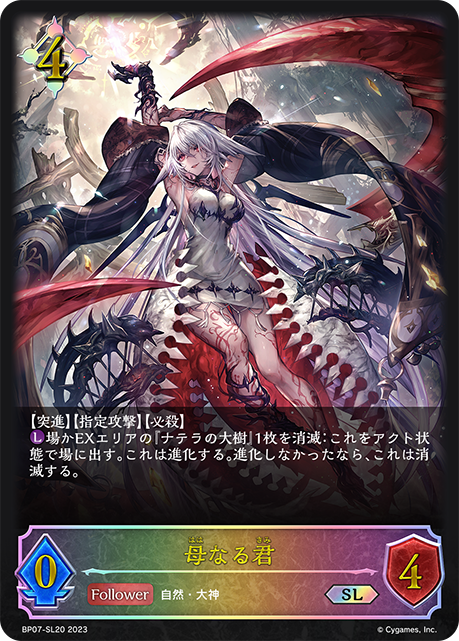 4
【突進】【指定攻撃】【必殺】
L 場かEXエリアの『ナテラの大樹』1枚を消滅:これをアクト状
態で場に出す。これは進化する。進化しなかったなら、これは消
滅する。
はは きみ
母なる君
0
4
Follower 自然・大神
SL
BP07-SL20 2023
© Cygames, Inc.